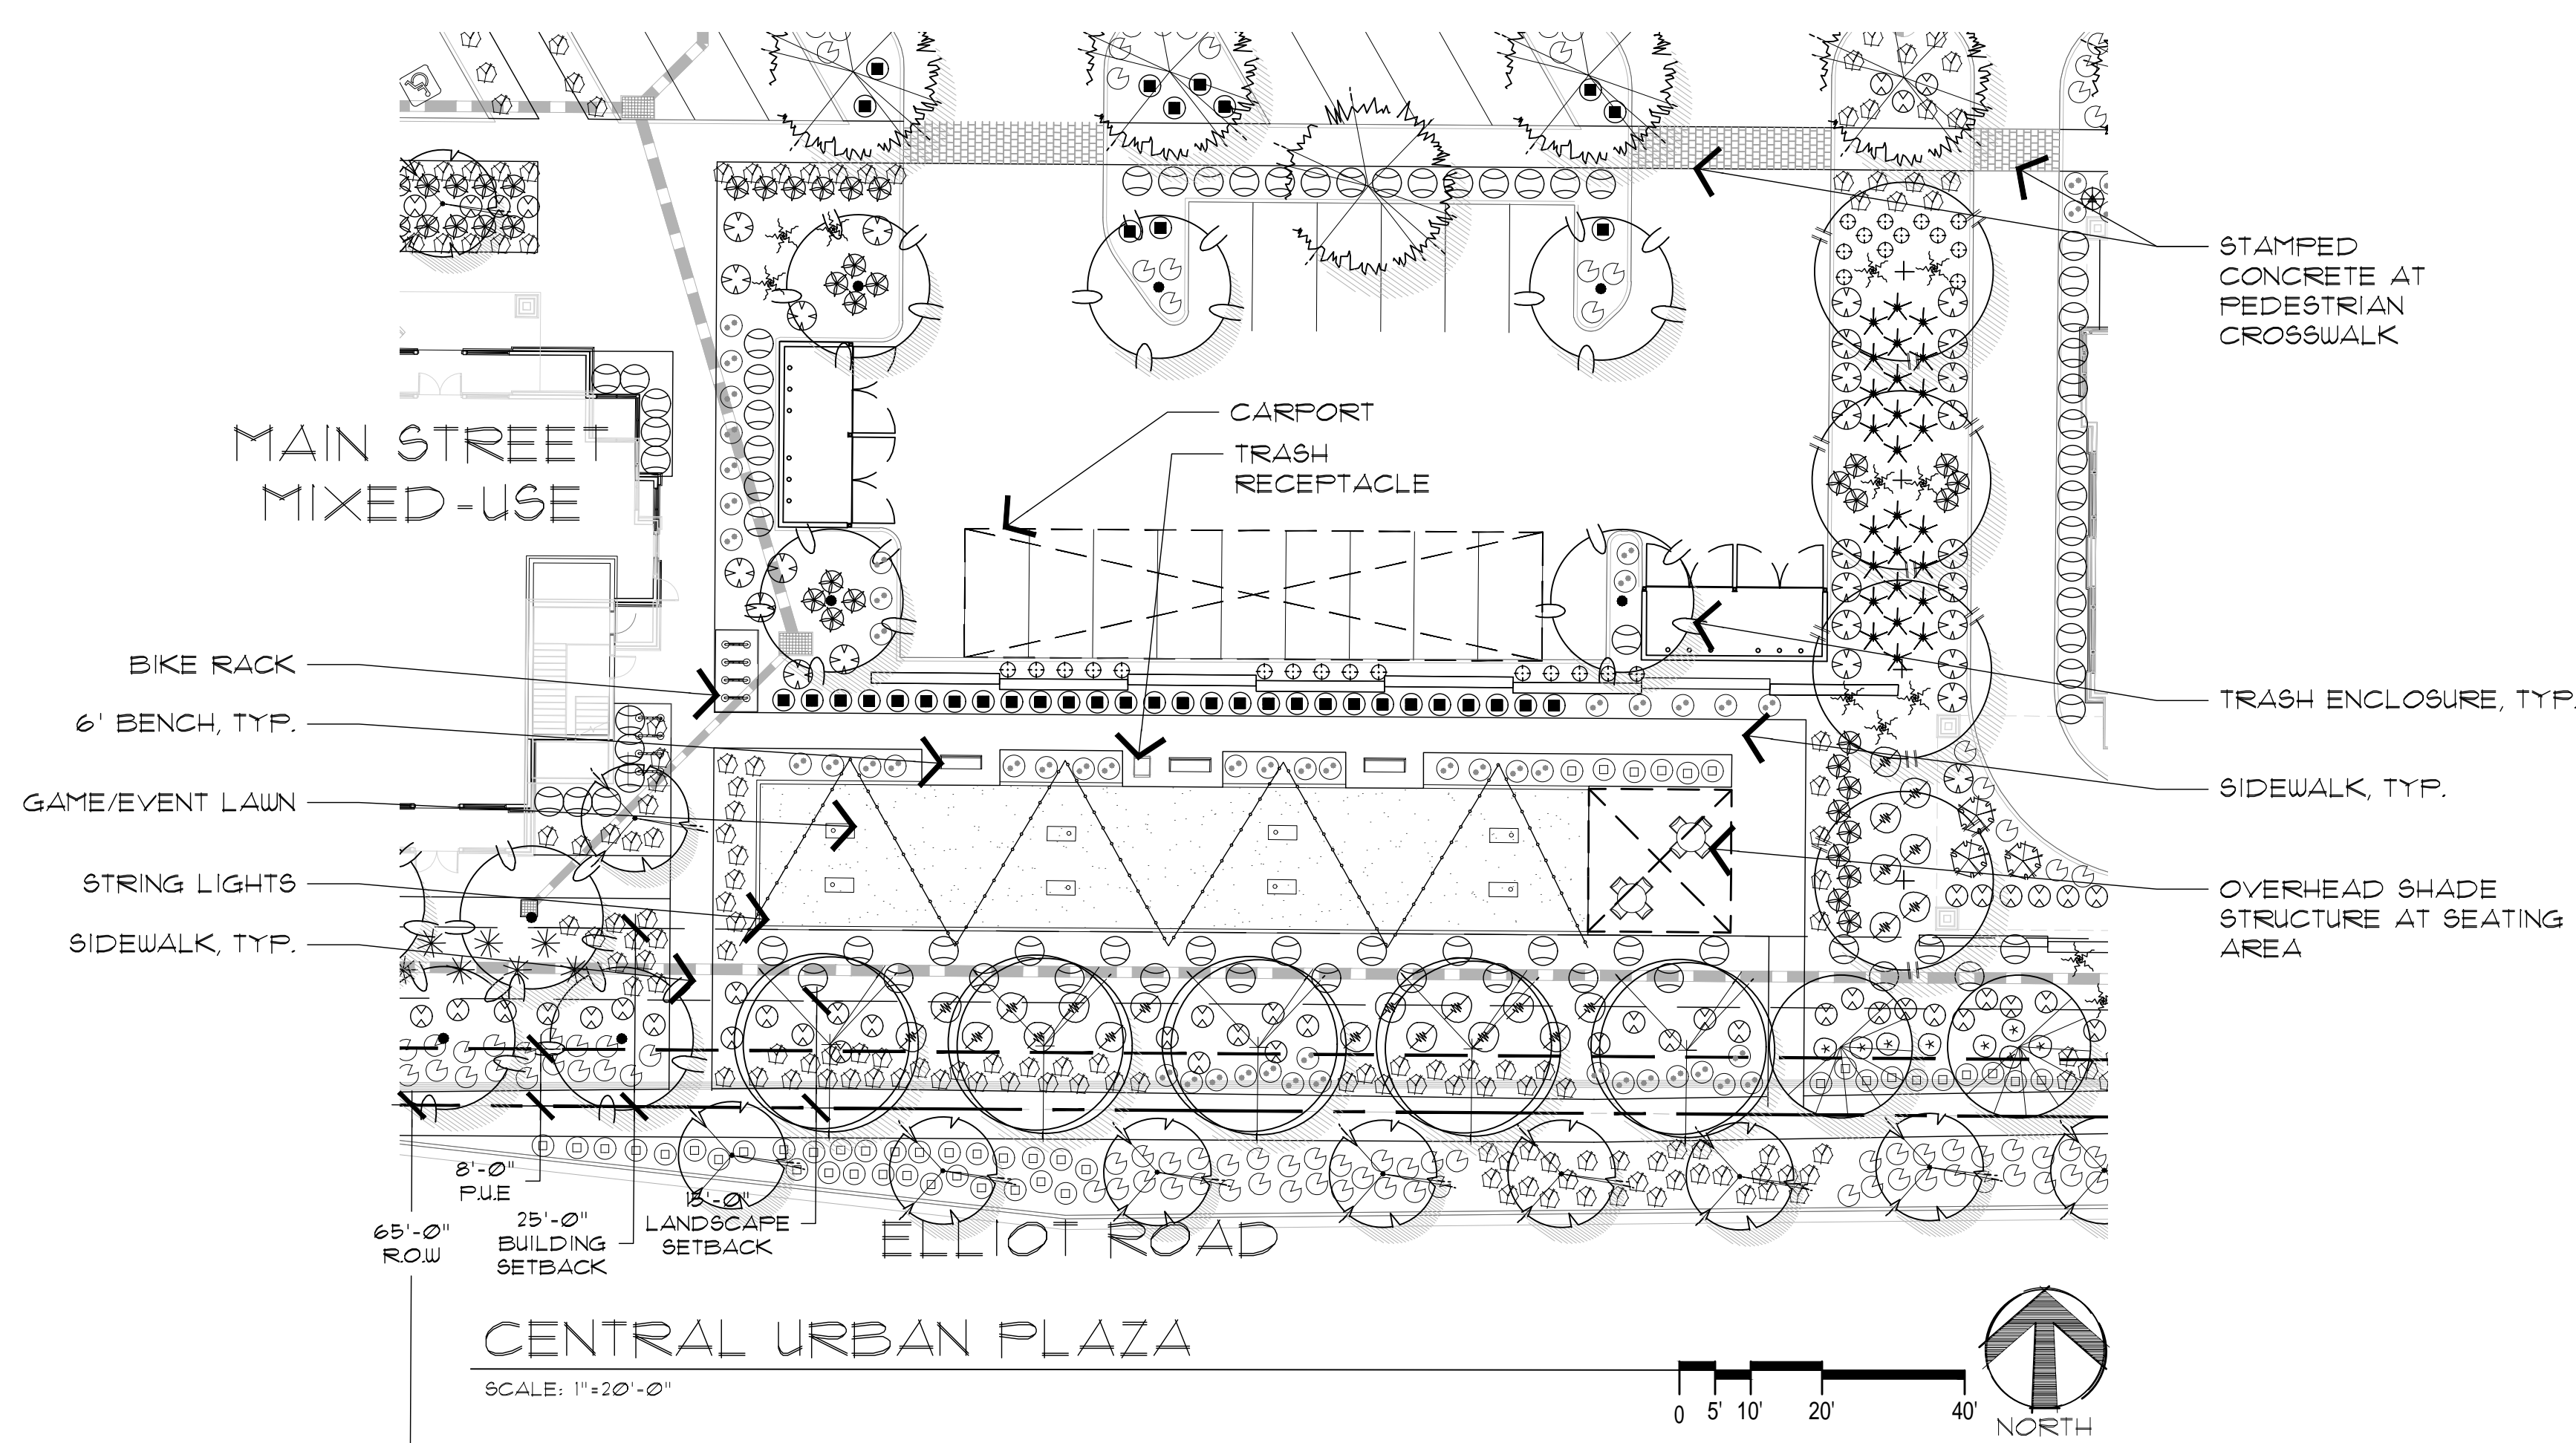 STAMPED
CONCRETE AT
PEDESTRIAN
CROSSWALK
CARPORT
TRASH
RECEPTACLE
MAIN STREET
MIXED-USE
BIKE RACK
6' BENCH, TYP.
GAME/EVENT LAWN
STRING LIGHTS
SIDEWALK, TYP.
TRASH ENCLOSURE, TYP.
SIDEWALK, TYP.
OVERHEAD SHADE
STRUCTURE AT SEATING
AREA
8'-0"
P.U.E
65'-0"
R.O.W
25'-0"
BUILDING
SETBACK
15'-0"
LANDSCAPE
SETBACK
ELLIOT ROAD
CENTRAL URBAN PLAZA
SCALE: 1"=20'-0"
0 5' 10' 20' 40'
NORTH